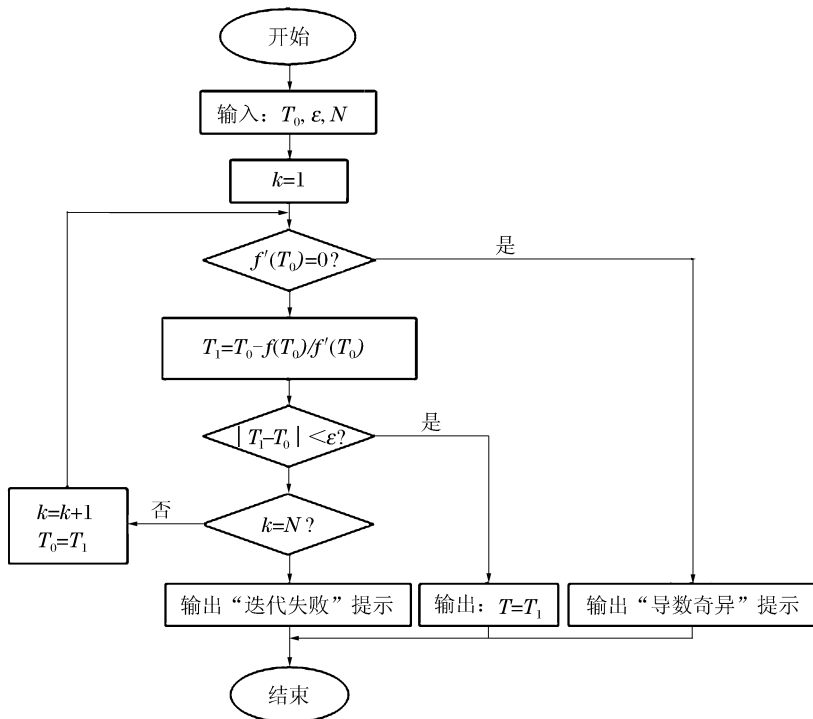 开始
输入：T₀, ε, N
k=1
f′(T₀)=0?
是
T₁=T₀−f(T₀)/f′(T₀)
|T₁−T₀|<ε?
是
k=k+1
T₀=T₁
否
k=N?
输出“迭代失败”提示
输出：T=T₁
输出“导数奇异”提示
结束